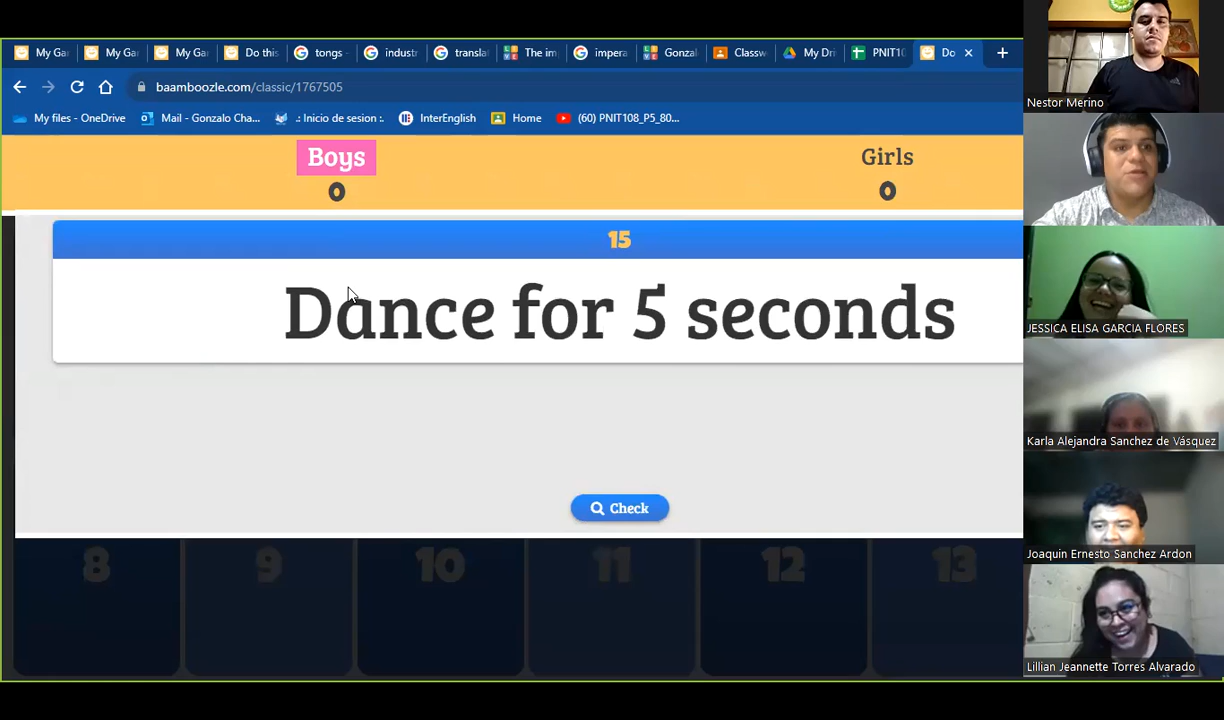 My Ga
My Ga
My Ga
Do this
tongs
industr
translat
The im
impera
Gonzal
Classw
My Dri
PNIT10
Do
baamboozle.com/classic/1767505
My files - OneDrive
Mail - Gonzalo Cha...
.: Inicio de sesion :.
InterEnglish
Home
(60) PNIT108_P5_80...
Boys
0
Girls
0
15
Dance for 5 seconds
Check
8
9
10
11
12
13
Nestor Merino
JESSICA ELISA GARCIA FLORES
Karla Alejandra Sanchez de Vásquez
Joaquin Ernesto Sanchez Ardon
Lillian Jeannette Torres Alvarado